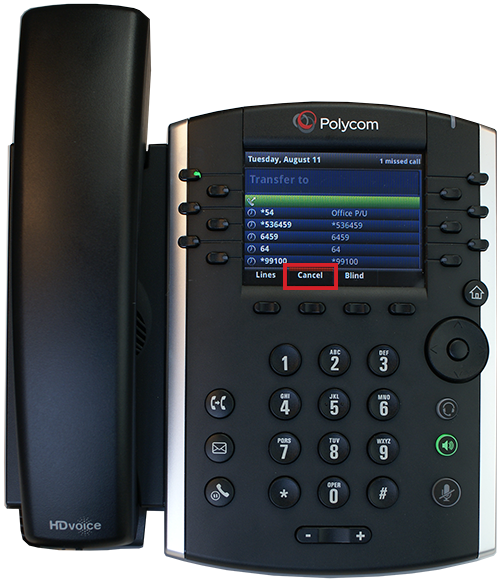 Polycom
Tuesday, August 11 1 missed call
Transfer to
*54 Office P/U
*536459 *536459
6459 6459
64 64
*99100 *99100
Lines Cancel Blind
1 ABC 2 DEF 3
GHI 4 JKL 5 MNO 6
PQRS 7 TUV 8 WXYZ 9
* OPER 0 #
- +
HDvoice